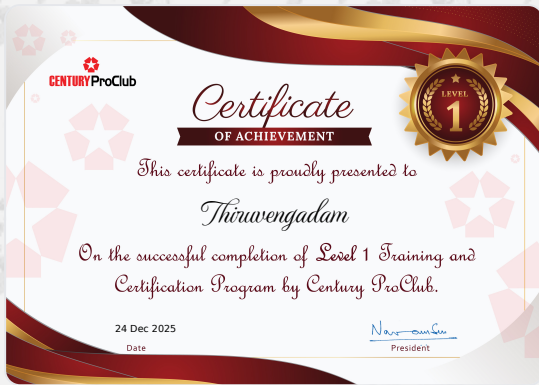 CENTURY ProClub
Certificate
OF ACHIEVEMENT
LEVEL
1
This certificate is proudly presented to
Thiruvengadam
On the successful completion of Level 1 Training and
Certification Program by Century ProClub.
24 Dec 2025
Date
President